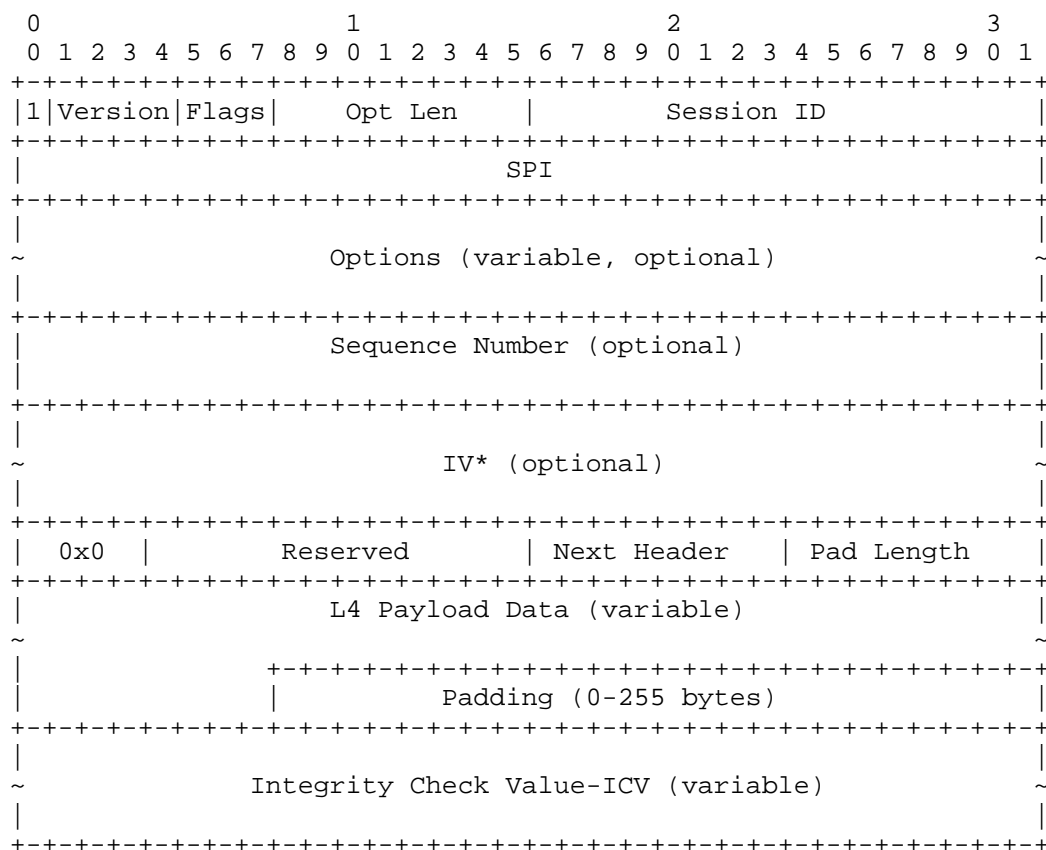 0                   1                   2                   3
 0 1 2 3 4 5 6 7 8 9 0 1 2 3 4 5 6 7 8 9 0 1 2 3 4 5 6 7 8 9 0 1
+-+-+-+-+-+-+-+-+-+-+-+-+-+-+-+-+-+-+-+-+-+-+-+-+-+-+-+-+-+-+-+-+
|1|Version|Flags|    Opt Len    |        Session ID             |
+-+-+-+-+-+-+-+-+-+-+-+-+-+-+-+-+-+-+-+-+-+-+-+-+-+-+-+-+-+-+-+-+
|                              SPI                              |
+-+-+-+-+-+-+-+-+-+-+-+-+-+-+-+-+-+-+-+-+-+-+-+-+-+-+-+-+-+-+-+-+
|                                                               |
~                   Options (variable, optional)                ~
|                                                               |
+-+-+-+-+-+-+-+-+-+-+-+-+-+-+-+-+-+-+-+-+-+-+-+-+-+-+-+-+-+-+-+-+
|                   Sequence Number (optional)                  |
|                                                               |
+-+-+-+-+-+-+-+-+-+-+-+-+-+-+-+-+-+-+-+-+-+-+-+-+-+-+-+-+-+-+-+-+
|                                                               |
~                          IV* (optional)                       ~
|                                                               |
+-+-+-+-+-+-+-+-+-+-+-+-+-+-+-+-+-+-+-+-+-+-+-+-+-+-+-+-+-+-+-+-+
|  0x0  |        Reserved       | Next Header   | Pad Length    |
+-+-+-+-+-+-+-+-+-+-+-+-+-+-+-+-+-+-+-+-+-+-+-+-+-+-+-+-+-+-+-+-+
|                   L4 Payload Data (variable)                  |
~                                                               ~
|               +-+-+-+-+-+-+-+-+-+-+-+-+-+-+-+-+-+-+-+-+-+-+-+-+
|               |          Padding (0-255 bytes)                |
+-+-+-+-+-+-+-+-+-+-+-+-+-+-+-+-+-+-+-+-+-+-+-+-+-+-+-+-+-+-+-+-+
|                                                               |
~              Integrity Check Value-ICV (variable)             ~
|                                                               |
+-+-+-+-+-+-+-+-+-+-+-+-+-+-+-+-+-+-+-+-+-+-+-+-+-+-+-+-+-+-+-+-+